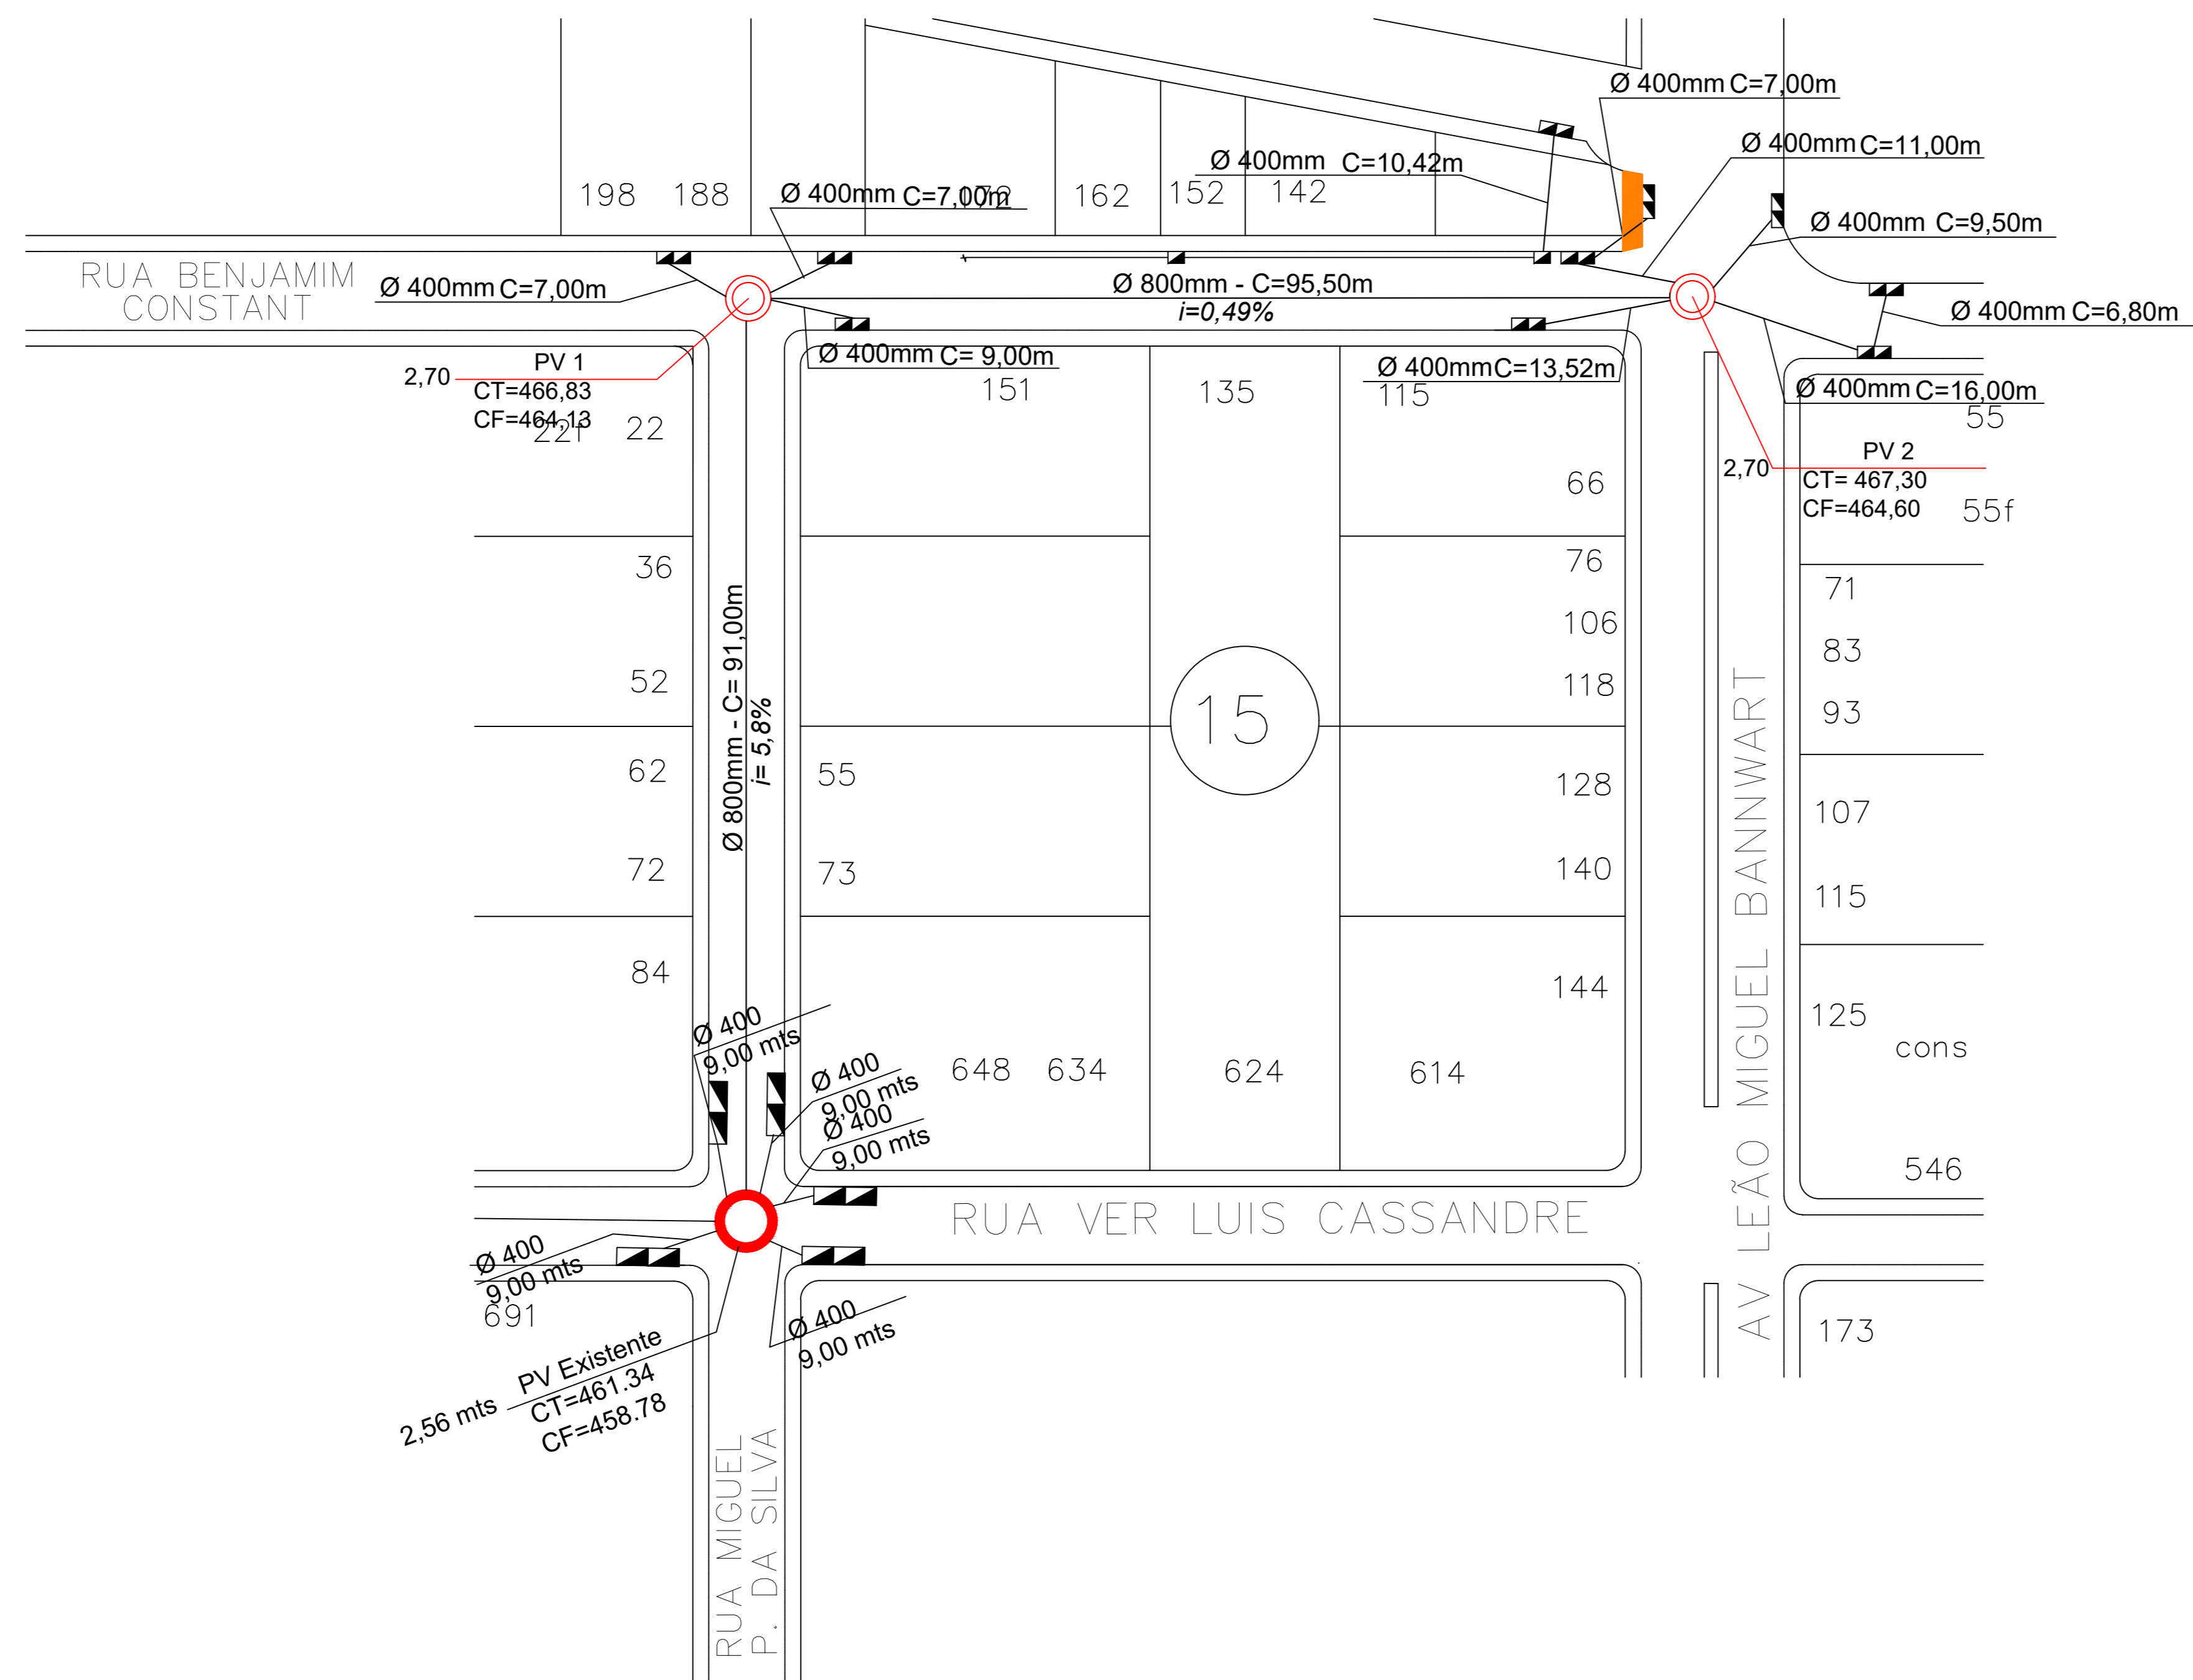 Ø 400mm C=7,00m
Ø 400mm C=11,00m
Ø 400mm C=10,42m
198 188
Ø 400mm C=7,00m
172
162
152
142
Ø 400mm C=9,50m
RUA BENJAMIM
CONSTANT
Ø 400mm C=7,00m
Ø 800mm - C=95,50m
i=0,49%
Ø 400mm C=6,80m
Ø 400mm C= 9,00m
Ø 400mm C=13,52m
Ø 400mm C=16,00m
PV 1
2,70
CT=466,83
CF=464,13
22f
22
151
135
115
55
PV 2
2,70
CT= 467,30
CF=464,60
55f
66
36
76
71
106
83
52
118
93
Ø 800mm - C= 91,00m
i= 5,8%
15
62
55
128
107
72
73
140
115
84
144
125
cons
Ø 400
9,00 mts
Ø 400
9,00 mts
Ø 400
9,00 mts
648 634
624
614
546
AV LEÃO MIGUEL BANNWART
RUA VER LUIS CASSANDRE
Ø 400
9,00 mts
691
Ø 400
9,00 mts
173
PV Existente
2,56 mts
CT=461.34
CF=458.78
RUA MIGUEL
P. DA SILVA